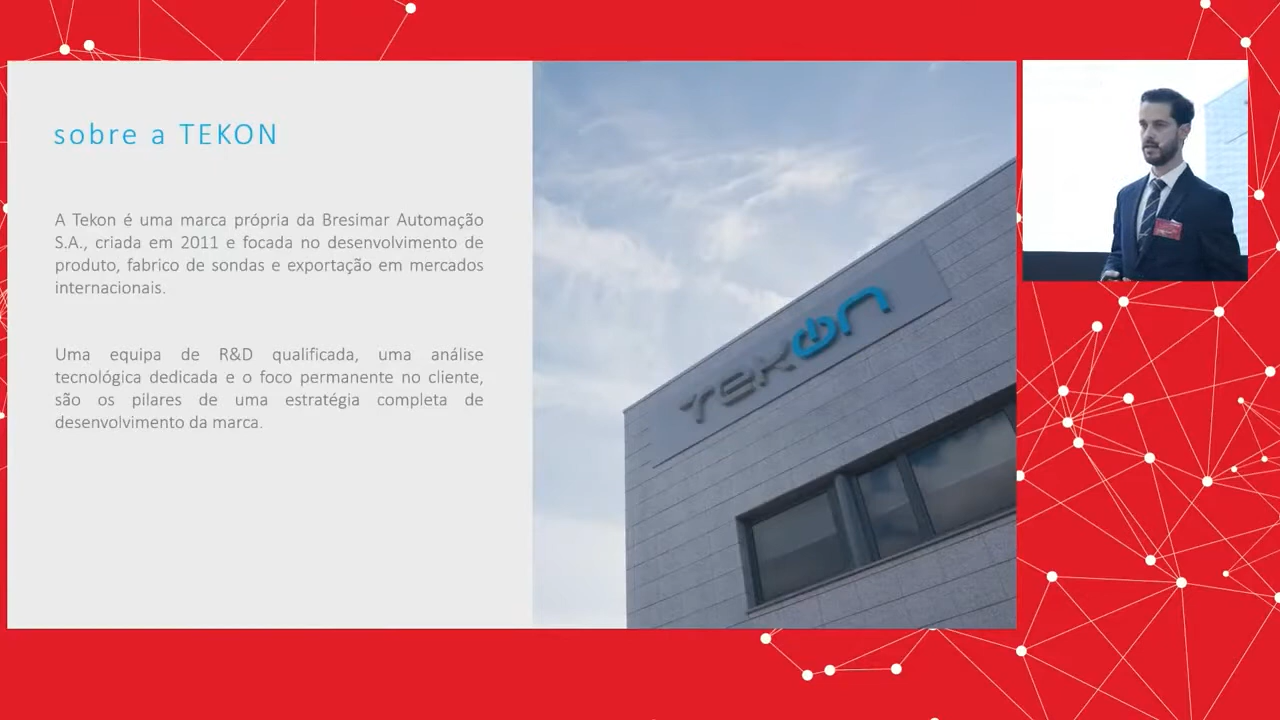 sobre a TEKON
A Tekon é uma marca própria da Bresimar Automação
S.A., criada em 2011 e focada no desenvolvimento de
produto, fabrico de sondas e exportação em mercados
internacionais.
Uma equipa de R&D qualificada, uma análise
tecnológica dedicada e o foco permanente no cliente,
são os pilares de uma estratégia completa de
desenvolvimento da marca.
TEKON